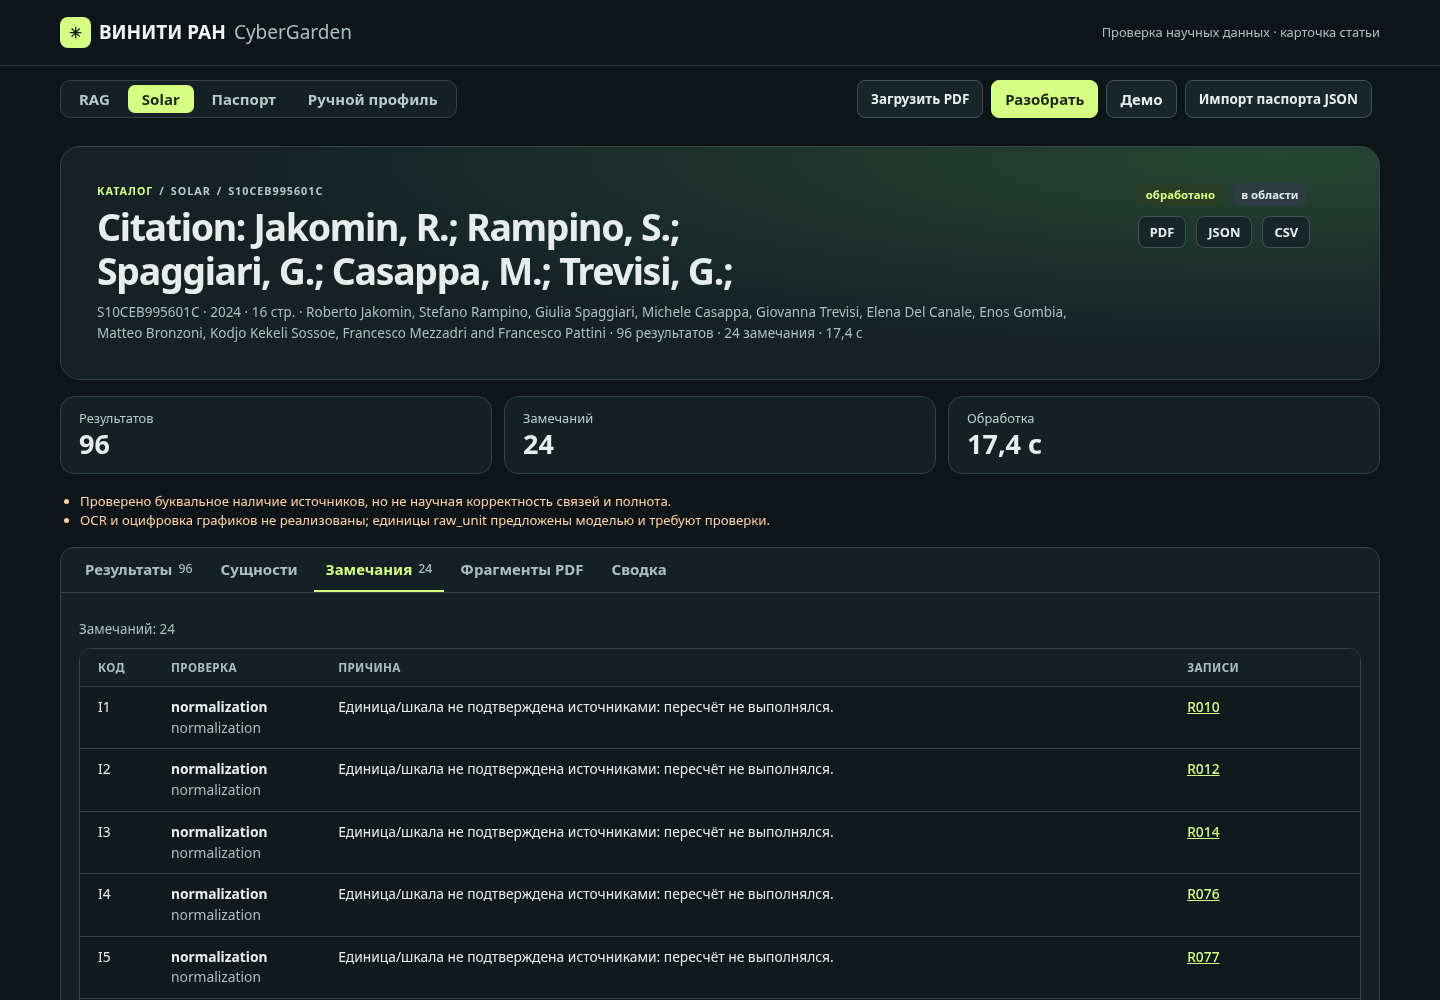 ВИНИТИ РАН CyberGarden
Проверка научных данных · карточка статьи
RAG Solar Паспорт Ручной профиль
Загрузить PDF Разобрать Демо Импорт паспорта JSON
КАТАЛОГ / SOLAR / S10CEB995601C
обработано в области
Citation: Jakomin, R.; Rampino, S.;
Spaggiari, G.; Casappa, M.; Trevisi, G.;
PDF JSON CSV
S10CEB995601C · 2024 · 16 стр. · Roberto Jakomin, Stefano Rampino, Giulia Spaggiari, Michele Casappa, Giovanna Trevisi, Elena Del Canale, Enos Gombia,
Matteo Bronzoni, Kodjo Kekeli Sossoe, Francesco Mezzadri and Francesco Pattini · 96 результатов · 24 замечания · 17,4 с
Результатов
96
Замечаний
24
Обработка
17,4 с
Проверено буквальное наличие источников, но не научная корректность связей и полнота.
OCR и оцифровка графиков не реализованы; единицы raw_unit предложены моделью и требуют проверки.
Результаты 96 Сущности Замечания 24 Фрагменты PDF Сводка
Замечаний: 24
КОД ПРОВЕРКА ПРИЧИНА ЗАПИСИ
I1 normalization Единица/шкала не подтверждена источниками: пересчёт не выполнялся. R010
normalization
I2 normalization Единица/шкала не подтверждена источниками: пересчёт не выполнялся. R012
normalization
I3 normalization Единица/шкала не подтверждена источниками: пересчёт не выполнялся. R014
normalization
I4 normalization Единица/шкала не подтверждена источниками: пересчёт не выполнялся. R076
normalization
I5 normalization Единица/шкала не подтверждена источниками: пересчёт не выполнялся. R077
normalization